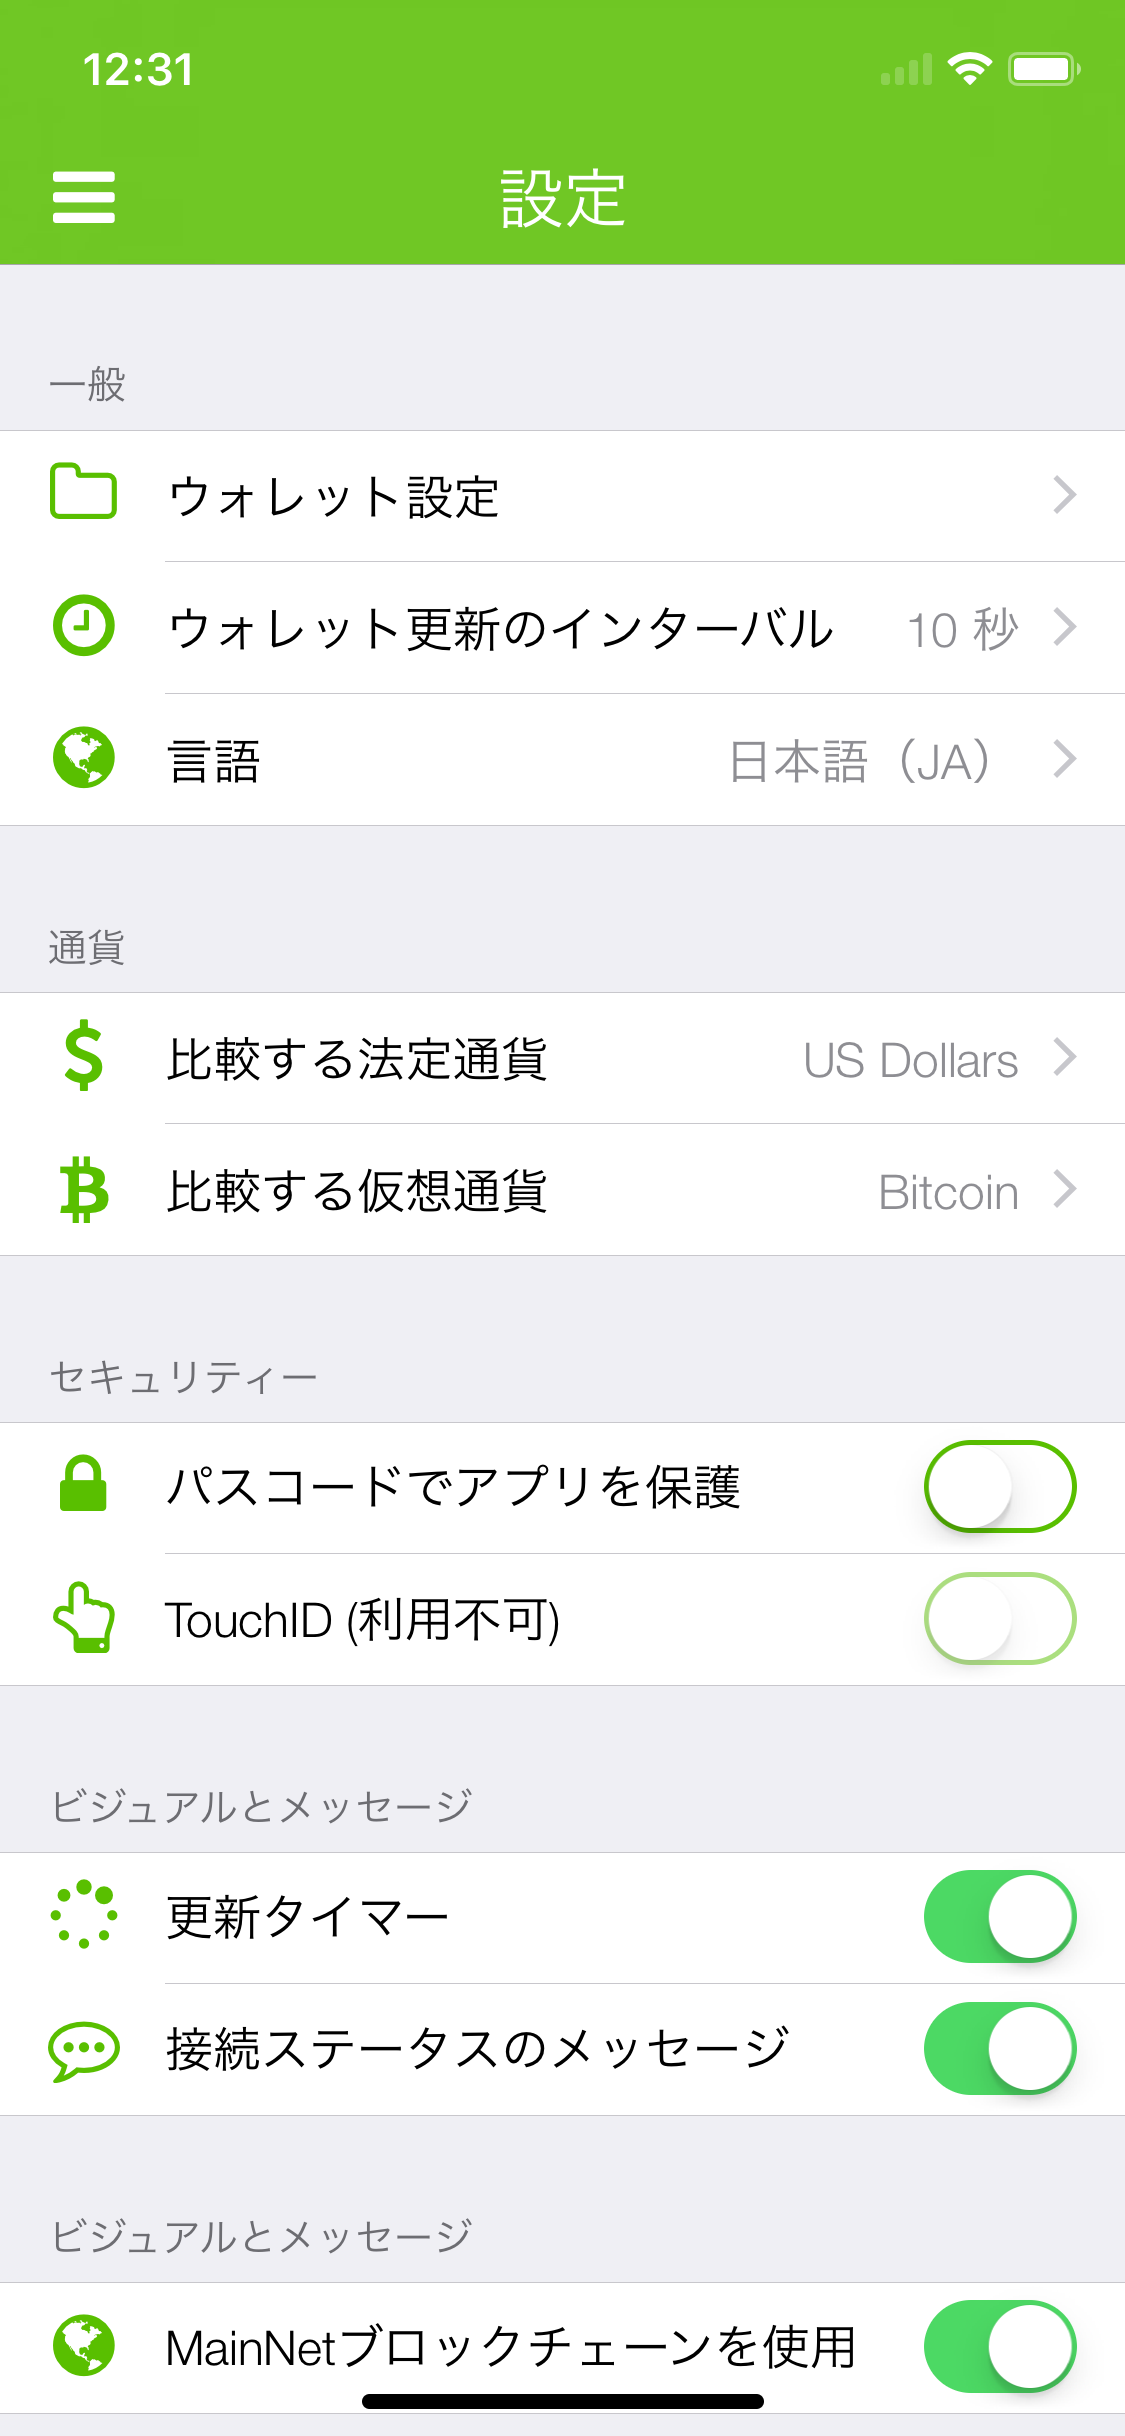 12:31
設定
一般
ウォレット設定
ウォレット更新のインターバル 10 秒
言語 日本語（JA）
通貨
比較する法定通貨 US Dollars
比較する仮想通貨 Bitcoin
セキュリティー
パスコードでアプリを保護
TouchID (利用不可)
ビジュアルとメッセージ
更新タイマー
接続ステータスのメッセージ
ビジュアルとメッセージ
MainNetブロックチェーンを使用